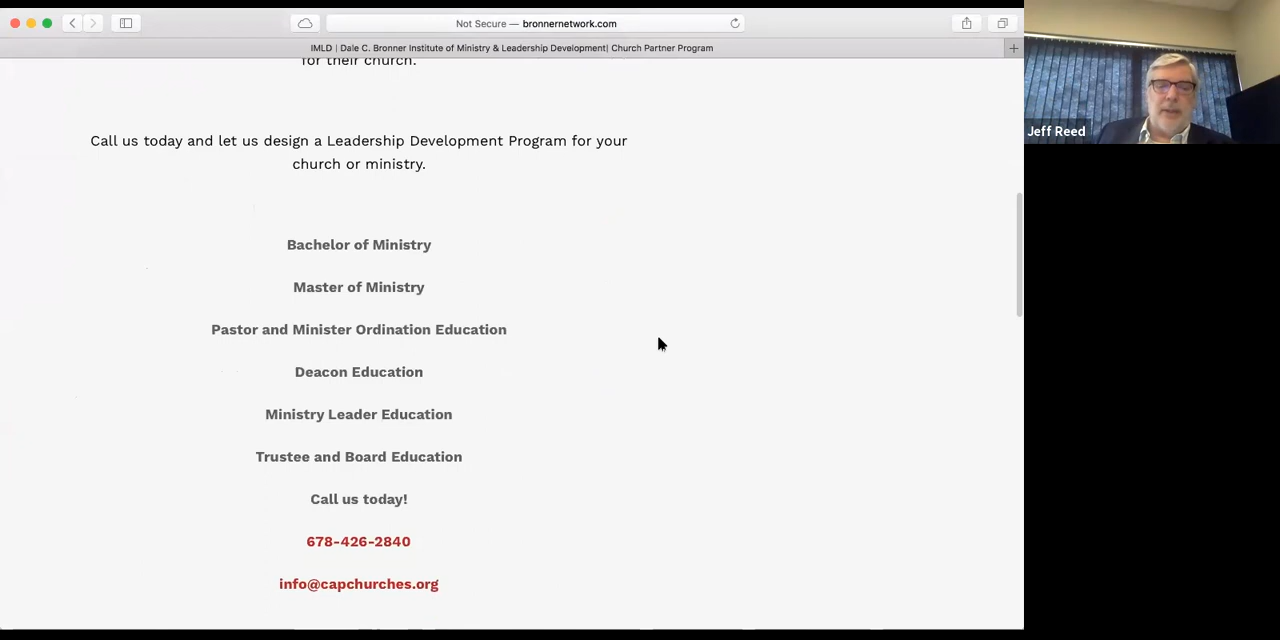 Not Secure — bronnernetwork.com
IMLD | Dale C. Bronner Institute of Ministry & Leadership Development| Church Partner Program
for their church.
Jeff Reed
Call us today and let us design a Leadership Development Program for your
church or ministry.
Bachelor of Ministry
Master of Ministry
Pastor and Minister Ordination Education
Deacon Education
Ministry Leader Education
Trustee and Board Education
Call us today!
678-426-2840
info@capchurches.org